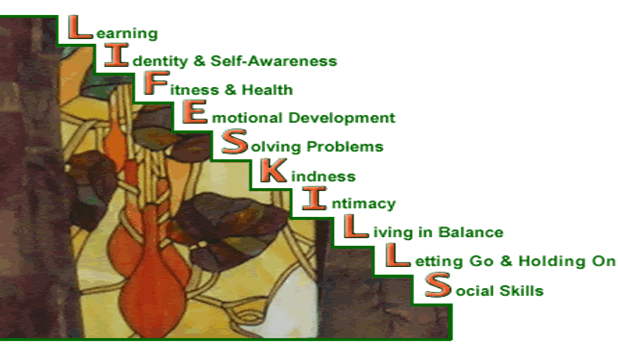 Learning
Identity & Self-Awareness
Fitness & Health
Emotional Development
Solving Problems
Kindness
Intimacy
Living in Balance
Letting Go & Holding On
Social Skills